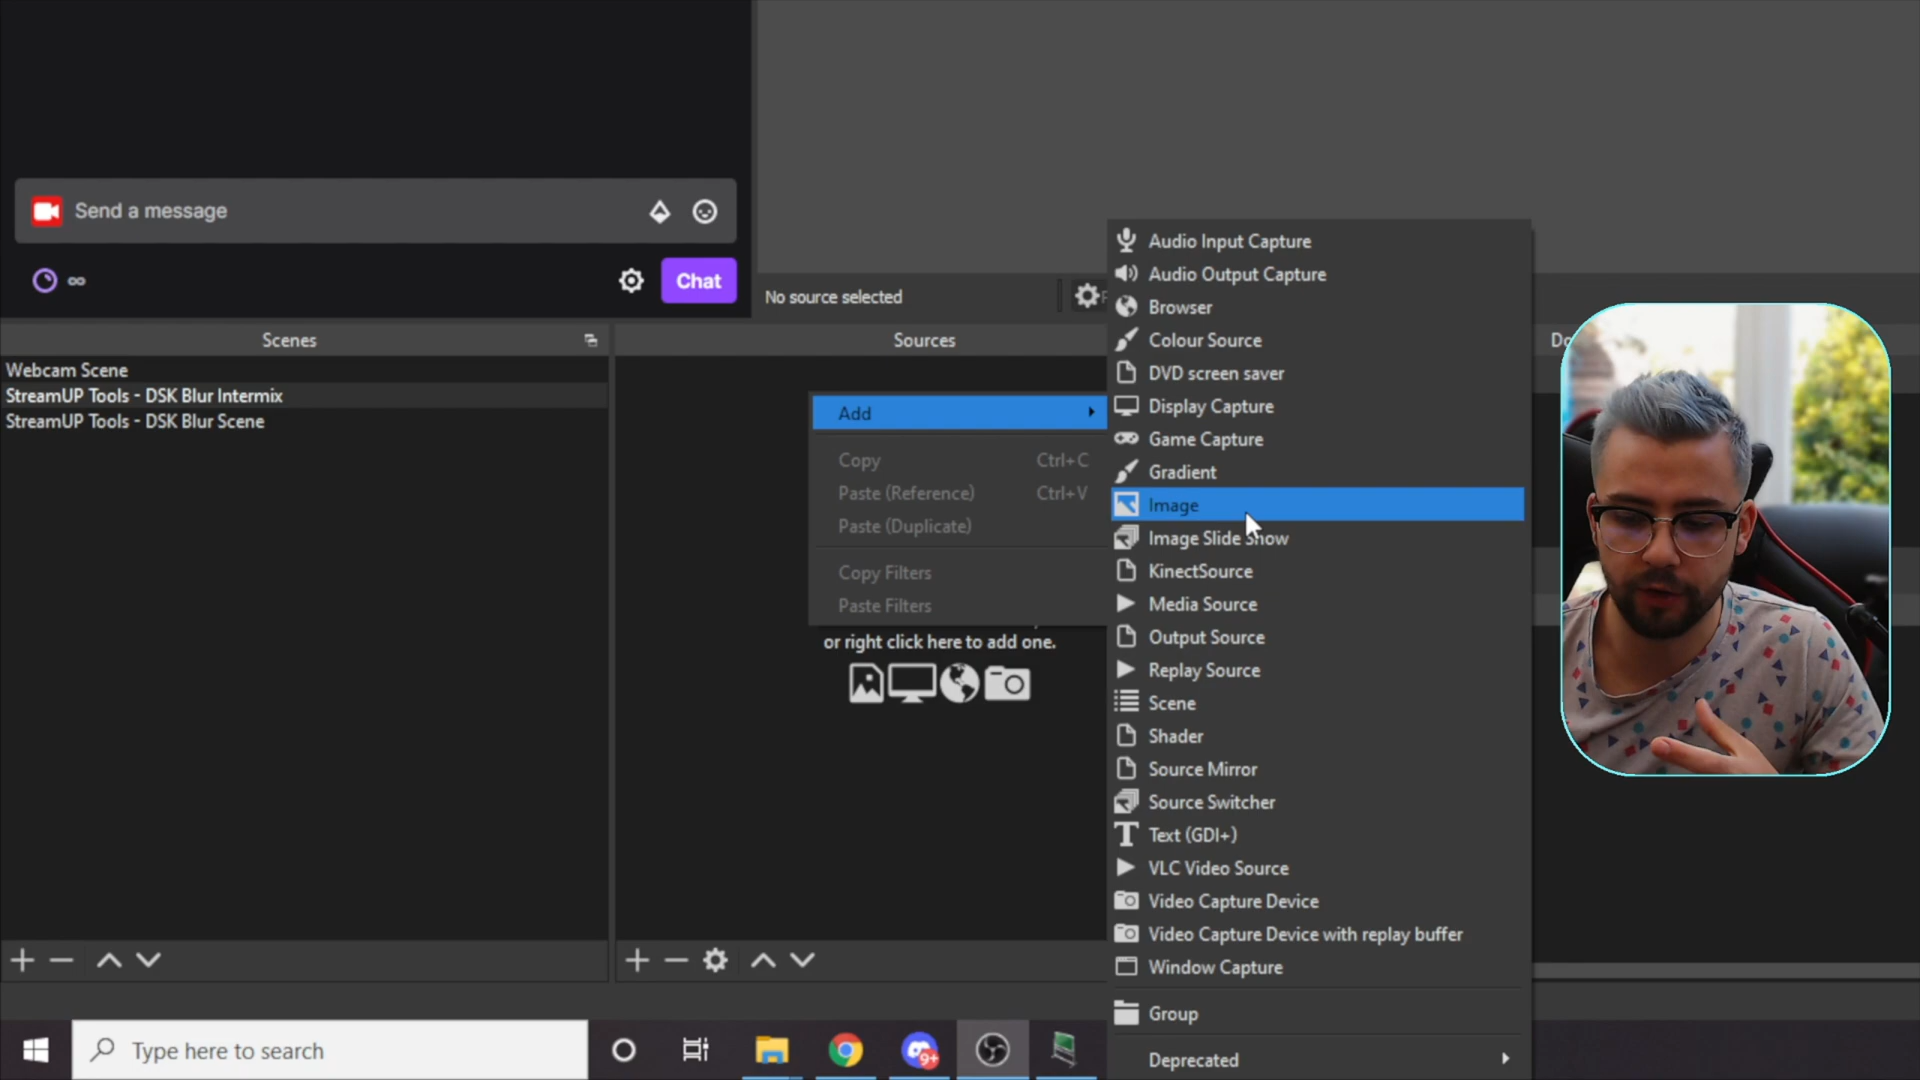 Send a message
∞
Chat
No source selected
Scenes
Sources
Webcam Scene
StreamUP Tools - DSK Blur Intermix
StreamUP Tools - DSK Blur Scene
Add
Copy Ctrl+C
Paste (Reference) Ctrl+V
Paste (Duplicate)
Copy Filters
Paste Filters
or right click here to add one.
Audio Input Capture
Audio Output Capture
Browser
Colour Source
DVD screen saver
Display Capture
Game Capture
Gradient
Image
Image Slide Show
KinectSource
Media Source
Output Source
Replay Source
Scene
Shader
Source Mirror
Source Switcher
Text (GDI+)
VLC Video Source
Video Capture Device
Video Capture Device with replay buffer
Window Capture
Group
Deprecated
Type here to search
9+